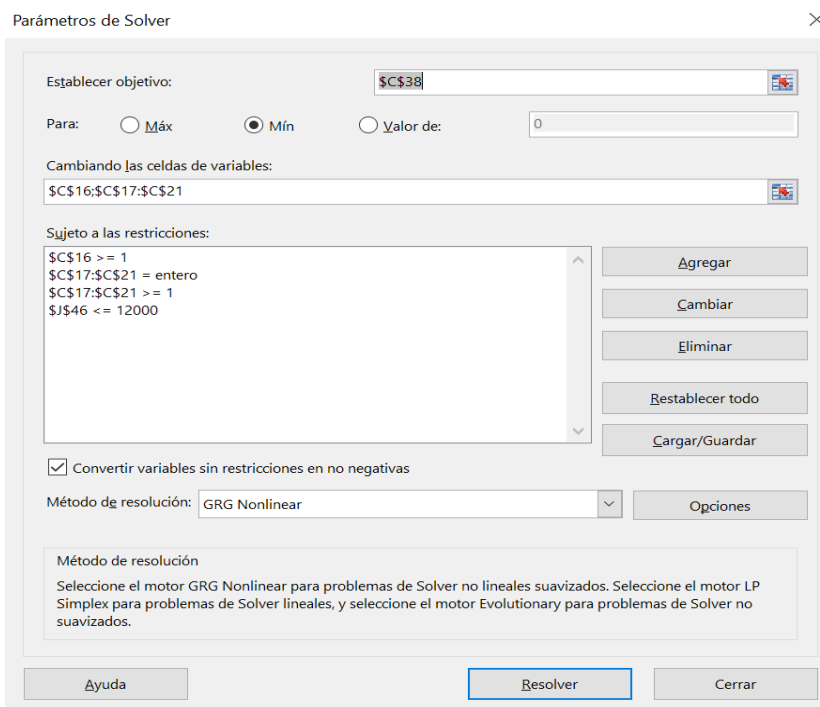 Parámetros de Solver
Establecer objetivo:
$C$38
Para:
Máx
Mín
Valor de:
0
Cambiando las celdas de variables:
$C$16;$C$17:$C$21
Sujeto a las restricciones:
$C$16 >= 1
$C$17:$C$21 = entero
$C$17:$C$21 >= 1
$J$46 <= 12000
Agregar
Cambiar
Eliminar
Restablecer todo
Cargar/Guardar
Convertir variables sin restricciones en no negativas
Método de resolución:
GRG Nonlinear
Opciones
Método de resolución
Seleccione el motor GRG Nonlinear para problemas de Solver no lineales suavizados. Seleccione el motor LP
Simplex para problemas de Solver lineales, y seleccione el motor Evolutionary para problemas de Solver no
suavizados.
Ayuda
Resolver
Cerrar